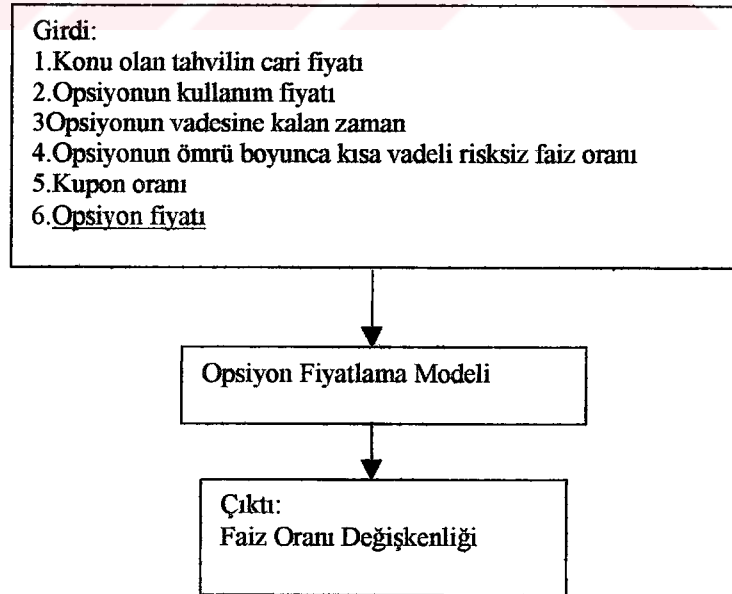 Girdi:
1.Konu olan tahvilin cari fiyatı
2.Opsiyonun kullanım fiyatı
3Opsiyonun vadesine kalan zaman
4.Opsiyonun ömrü boyunca kısa vadeli risksiz faiz oranı
5.Kupon oranı
6.Opsiyon fiyatı
Opsiyon Fiyatlama Modeli
Çıktı:
Faiz Oranı Değişkenliği